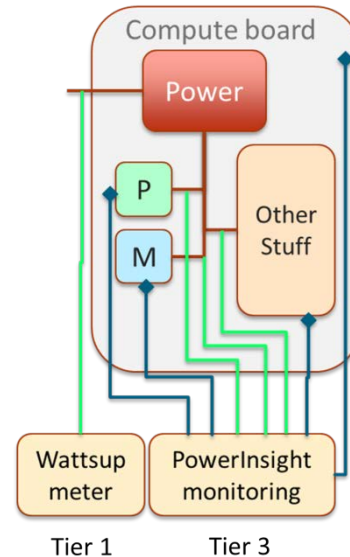 Compute board
Power
P
Other
Stuff
M
Wattsup
meter
PowerInsight
monitoring
Tier 1
Tier 3